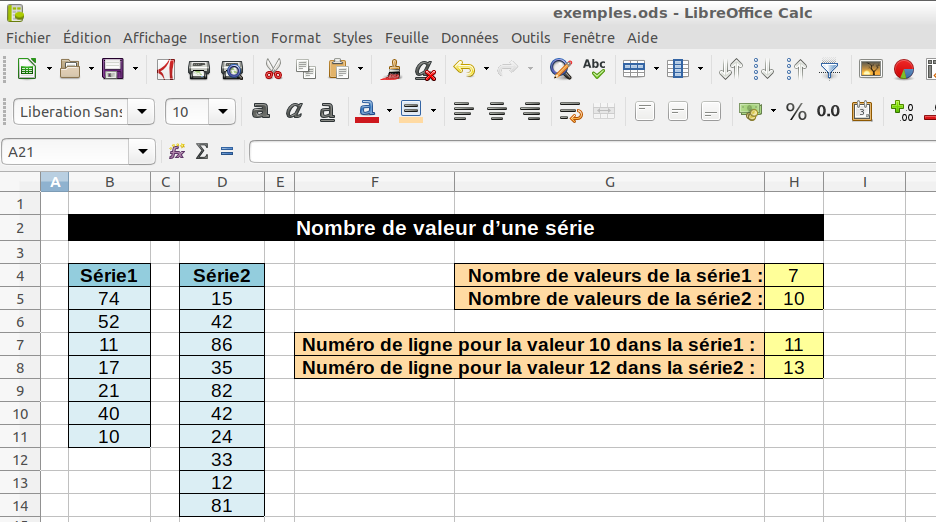 exemples.ods - LibreOffice Calc
Fichier Édition Affichage Insertion Format Styles Feuille Données Outils Fenêtre Aide
Abc
Liberation Sans 10 a a a a % 0.0
A21
A B C D E F G H I
1
2 Nombre de valeur d’une série
3
4 Série1 Série2 Nombre de valeurs de la série1 : 7
5 74 15 Nombre de valeurs de la série2 : 10
6 52 42
7 11 86 Numéro de ligne pour la valeur 10 dans la série1 : 11
8 17 35 Numéro de ligne pour la valeur 12 dans la série2 : 13
9 21 82
10 40 42
11 10 24
12 33
13 12
14 81